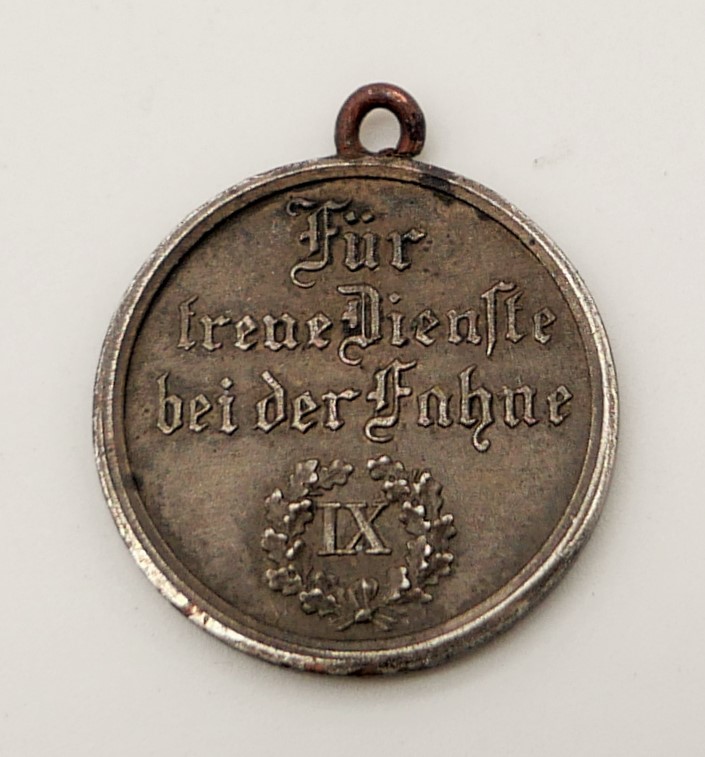 Für
treue Dienſte
bei der Fahne
IX